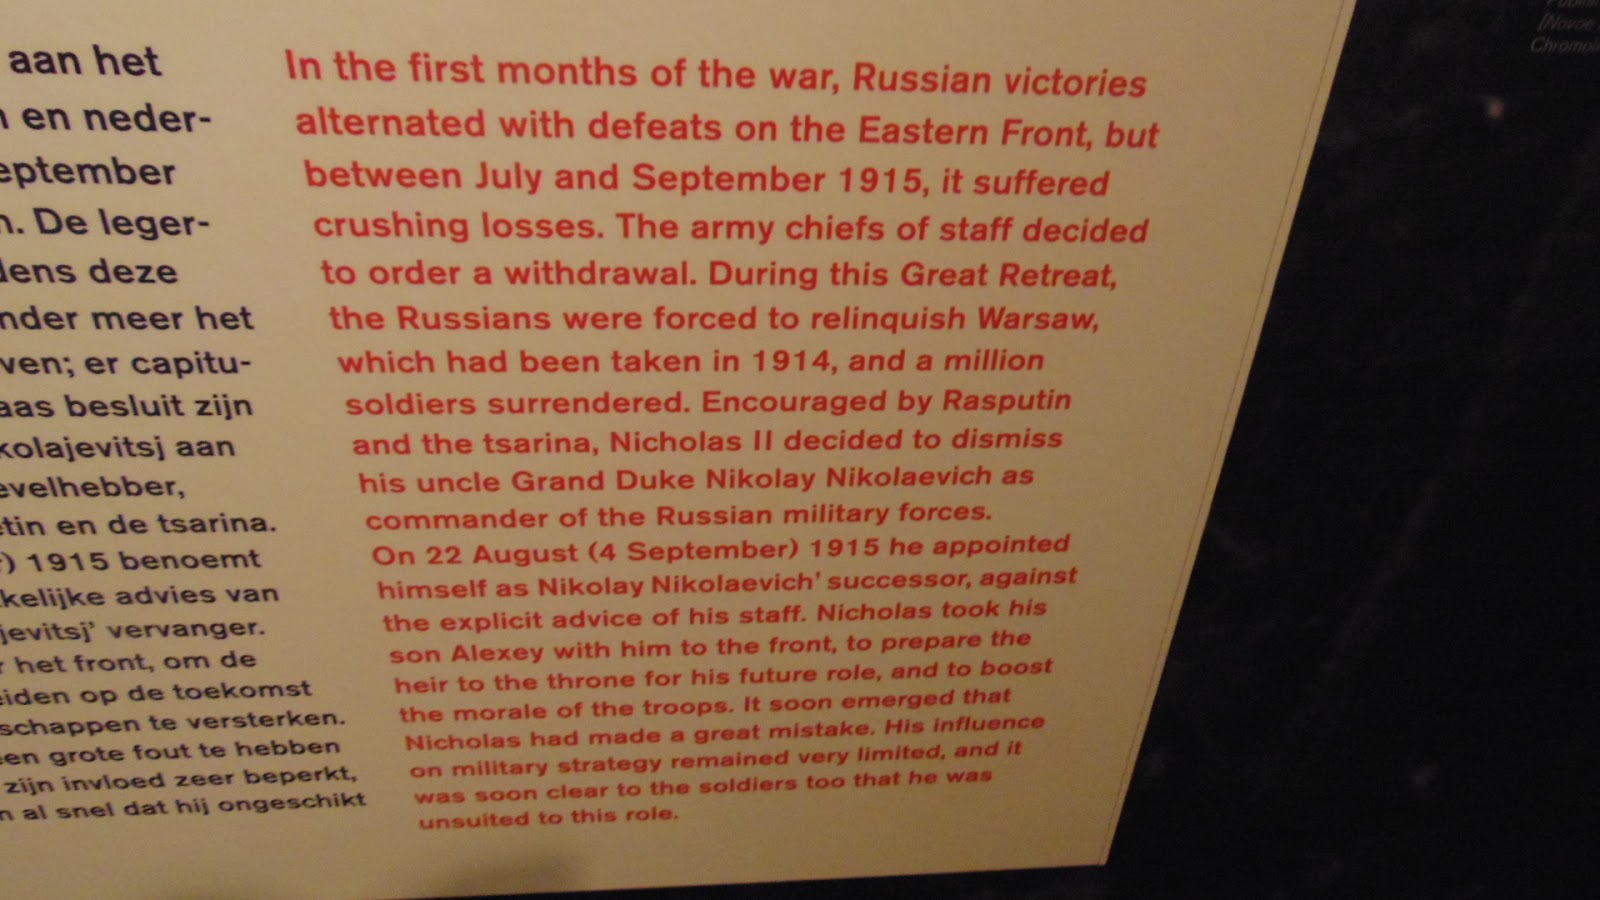 aan het
en neder-
eptember
De leger-
dens deze
nder meer het
ven; er capitu-
aas besluit zijn
kolajevitsj aan
evelhebber,
tin en de tsarina.
) 1915 benoemt
kelijke advies van
jevitsj' vervanger.
het front, om de
eiden op de toekomst
schappen te versterken.
een grote fout te hebben
zijn invloed zeer beperkt,
n al snel dat hij ongeschikt
In the first months of the war, Russian victories
alternated with defeats on the Eastern Front, but
between July and September 1915, it suffered
crushing losses. The army chiefs of staff decided
to order a withdrawal. During this Great Retreat,
the Russians were forced to relinquish Warsaw,
which had been taken in 1914, and a million
soldiers surrendered. Encouraged by Rasputin
and the tsarina, Nicholas II decided to dismiss
his uncle Grand Duke Nikolay Nikolaevich as
commander of the Russian military forces.
On 22 August (4 September) 1915 he appointed
himself as Nikolay Nikolaevich' successor, against
the explicit advice of his staff. Nicholas took his
son Alexey with him to the front, to prepare the
heir to the throne for his future role, and to boost
the morale of the troops. It soon emerged that
Nicholas had made a great mistake. His influence
on military strategy remained very limited, and it
was soon clear to the soldiers too that he was
unsuited to this role.
[Novoe
Chromol